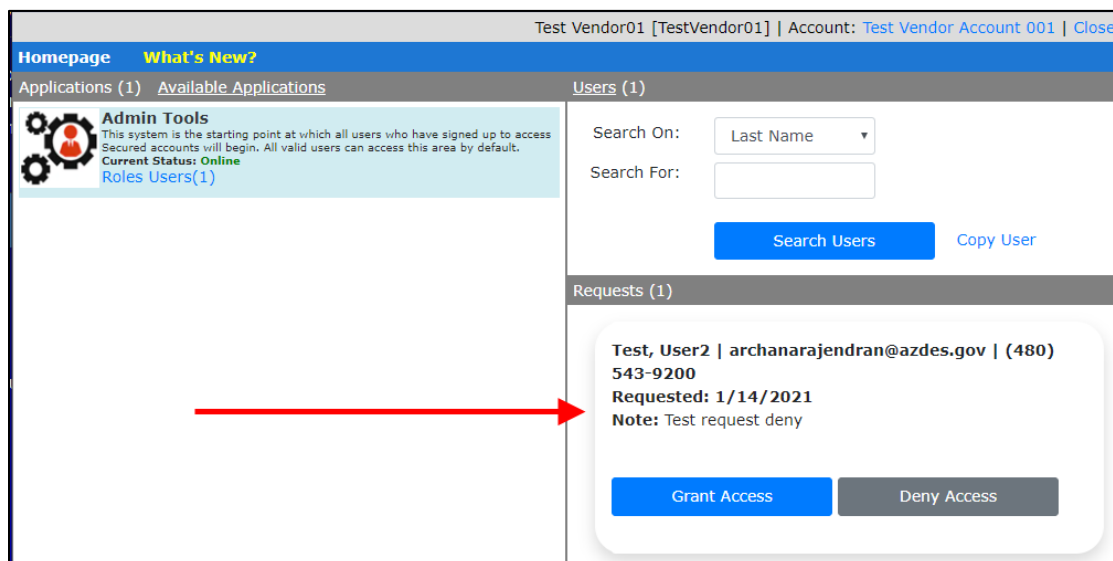 Test Vendor01 [TestVendor01] | Account: Test Vendor Account 001 | Close
Homepage What's New?
Applications (1) Available Applications
Admin Tools
This system is the starting point at which all users who have signed up to access
Secured accounts will begin. All valid users can access this area by default.
Current Status: Online
Roles Users(1)
Users (1)
Search On: Last Name
Search For:
Search Users Copy User
Requests (1)
Test, User2 | archanarajendran@azdes.gov | (480)
543-9200
Requested: 1/14/2021
Note: Test request deny
Grant Access Deny Access